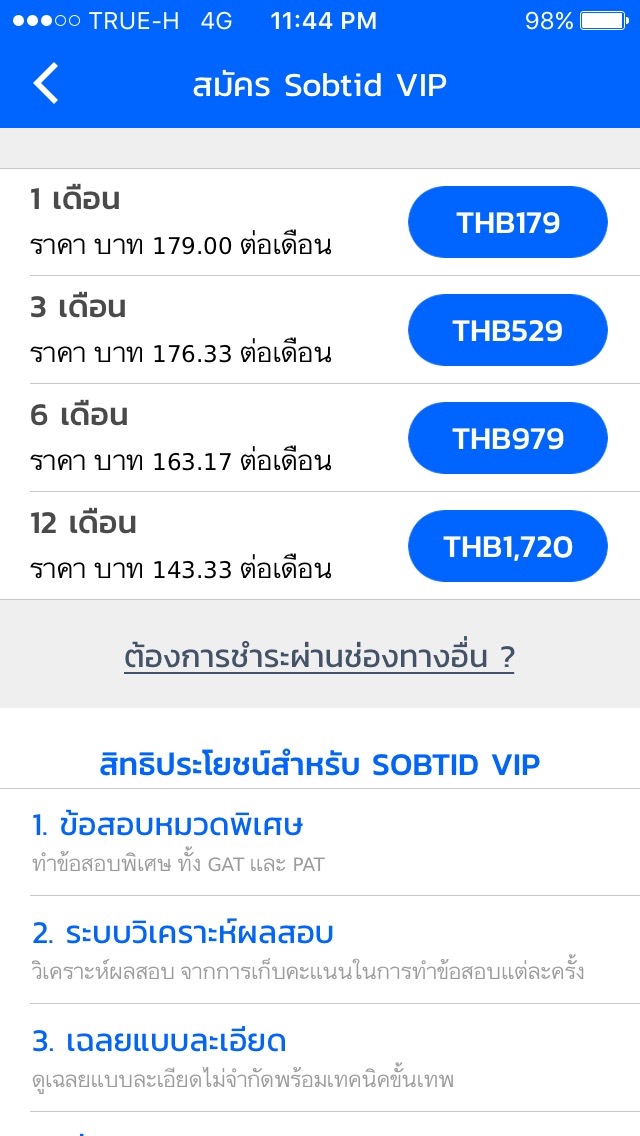 TRUE-H 4G 11:44 PM 98%
สมัคร Sobtid VIP
1 เดือน
ราคา บาท 179.00 ต่อเดือน
THB179
3 เดือน
ราคา บาท 176.33 ต่อเดือน
THB529
6 เดือน
ราคา บาท 163.17 ต่อเดือน
THB979
12 เดือน
ราคา บาท 143.33 ต่อเดือน
THB1,720
ต้องการชำระผ่านช่องทางอื่น ?
สิทธิประโยชน์สำหรับ SOBTID VIP
1. ข้อสอบหมวดพิเศษ
ทำข้อสอบพิเศษ ทั้ง GAT และ PAT
2. ระบบวิเคราะห์ผลสอบ
วิเคราะห์ผลสอบ จากการเก็บคะแนนในการทำข้อสอบแต่ละครั้ง
3. เฉลยแบบละเอียด
ดูเฉลยแบบละเอียดไม่จำกัดพร้อมเทคนิคขั้นเทพ